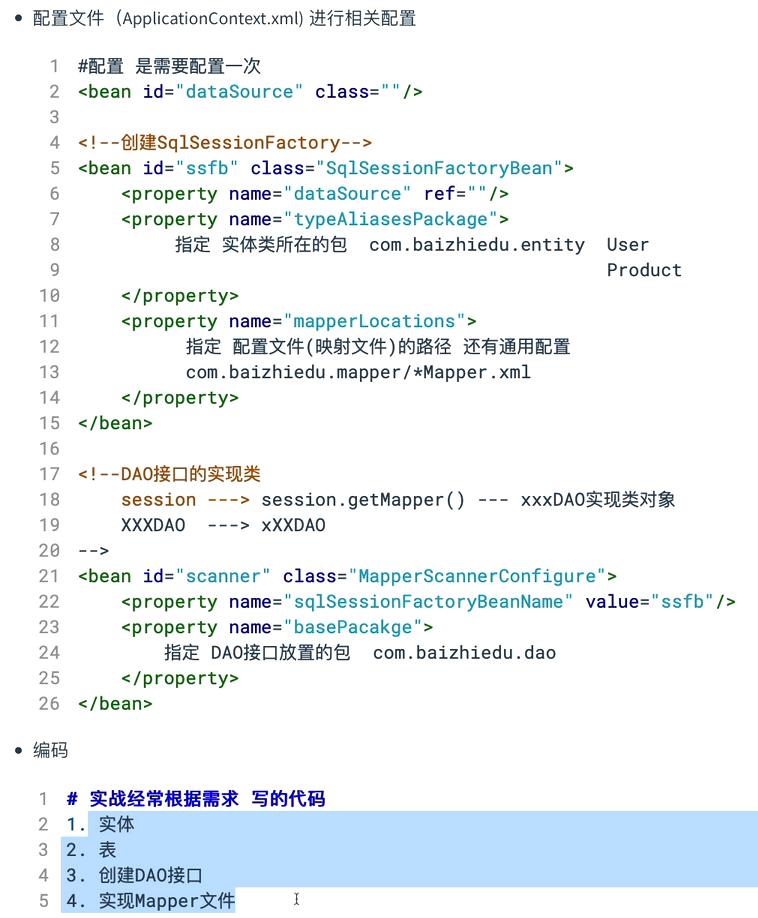 • 配置文件（ApplicationContext.xml) 进行相关配置
1 #配置 是需要配置一次
2 <bean id="dataSource" class=""/>
3
4 <!--创建SqlSessionFactory-->
5 <bean id="ssfb" class="SqlSessionFactoryBean">
6     <property name="dataSource" ref=""/>
7     <property name="typeAliasesPackage">
8          指定 实体类所在的包  com.baizhiedu.entity  User
9                                                  Product
10     </property>
11     <property name="mapperLocations">
12          指定 配置文件(映射文件)的路径 还有通用配置
13          com.baizhiedu.mapper/*Mapper.xml
14     </property>
15 </bean>
16
17 <!--DAO接口的实现类
18     session ---> session.getMapper() --- xxxDAO实现类对象
19     XXXDAO  ---> xXXDAO
20 -->
21 <bean id="scanner" class="MapperScannerConfigure">
22     <property name="sqlSessionFactoryBeanName" value="ssfb"/>
23     <property name="basePacakge">
24         指定 DAO接口放置的包  com.baizhiedu.dao
25     </property>
26 </bean>
• 编码
1 # 实战经常根据需求 写的代码
2 1. 实体
3 2. 表
4 3. 创建DAO接口
5 4. 实现Mapper文件